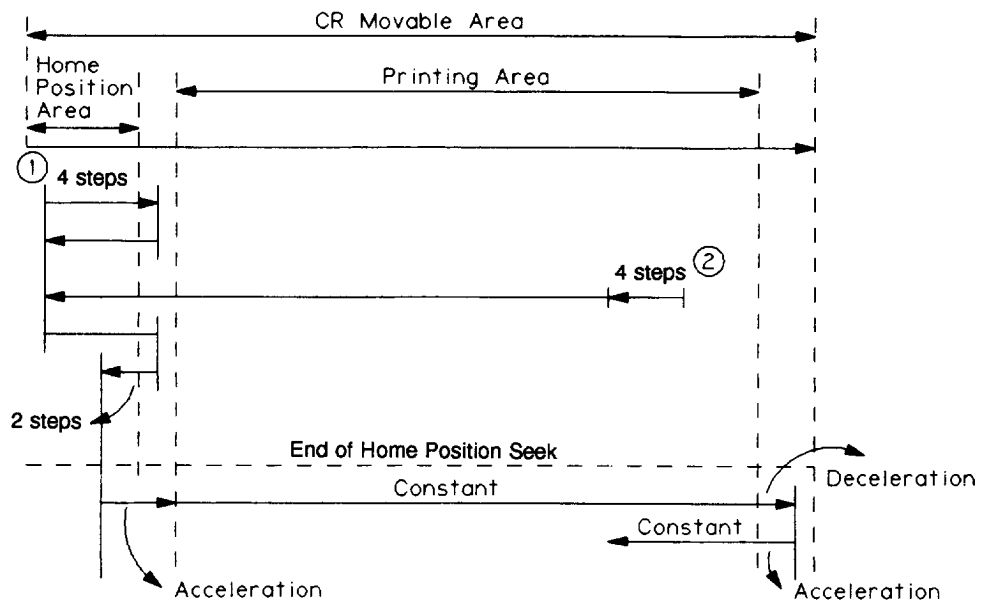 CR Movable Area
Home
Position
Area
Printing Area
1
4 steps
4 steps
2
2 steps
End of Home Position Seek
Constant
Deceleration
Constant
Acceleration
Acceleration